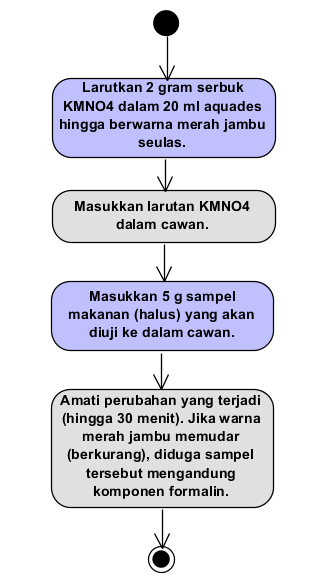 Larutkan 2 gram serbuk
KMNO4 dalam 20 ml aquades
hingga berwarna merah jambu
seulas.
Masukkan larutan KMNO4
dalam cawan.
Masukkan 5 g sampel
makanan (halus) yang akan
diuji ke dalam cawan.
Amati perubahan yang terjadi
(hingga 30 menit). Jika warna
merah jambu memudar
(berkurang), diduga sampel
tersebut mengandung
komponen formalin.